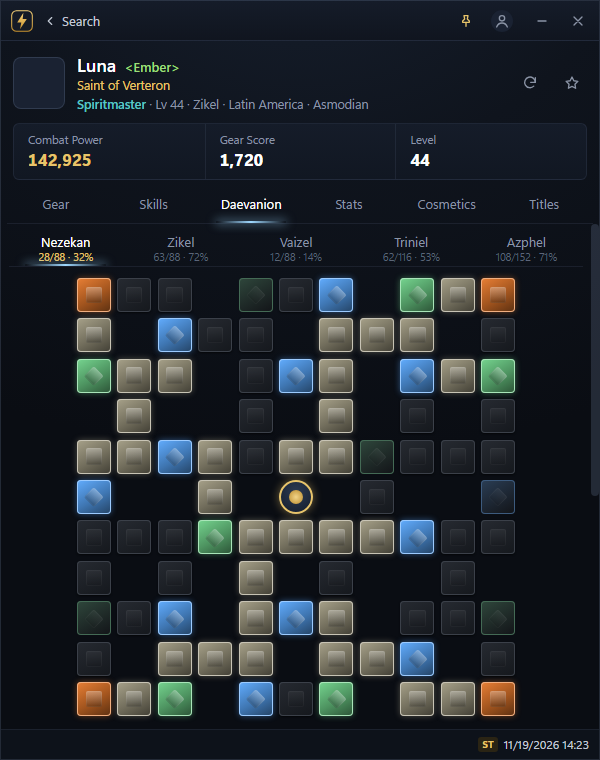 Search
Luna <Ember>
Saint of Verteron
Spiritmaster · Lv 44 · Zikel · Latin America · Asmodian
Combat Power
142,925
Gear Score
1,720
Level
44
Gear
Skills
Daevanion
Stats
Cosmetics
Titles
Nezekan
28/88 · 32%
Zikel
63/88 · 72%
Vaizel
12/88 · 14%
Triniel
62/116 · 53%
Azphel
108/152 · 71%
ST 11/19/2026 14:23